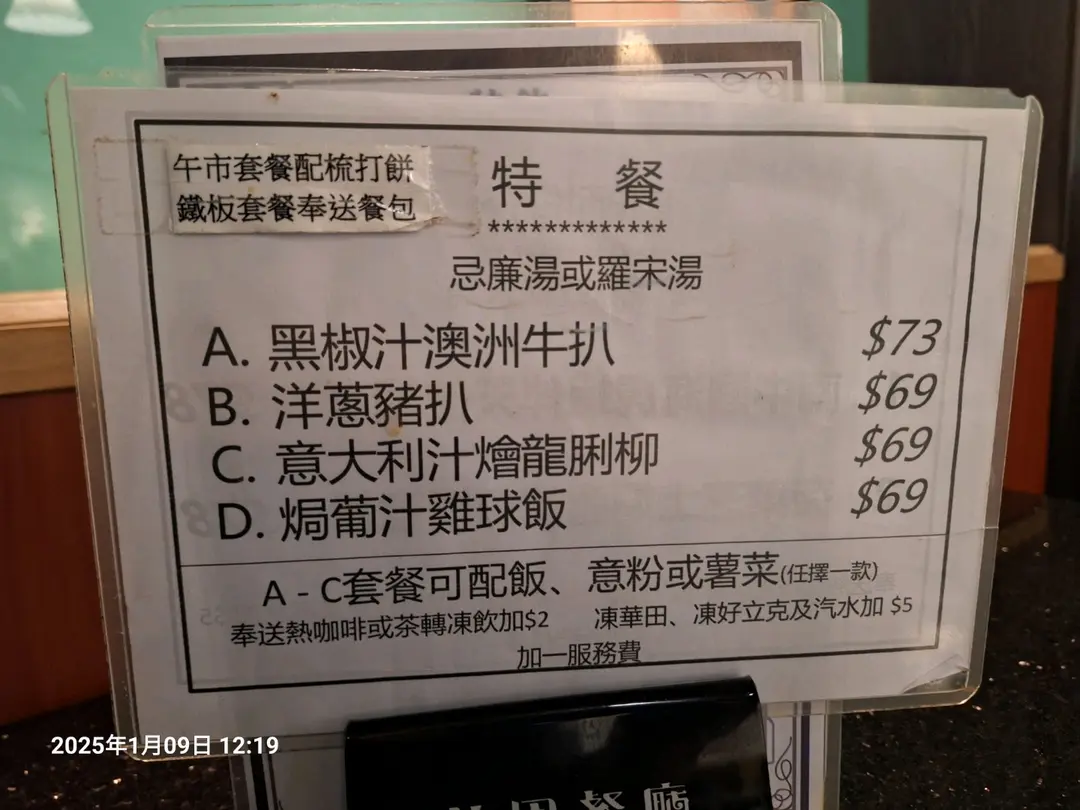 午市套餐配梳打餅
鐵板套餐奉送餐包
特 餐
*************
忌廉湯或羅宋湯
A. 黑椒汁澳洲牛扒 $73
B. 洋蔥豬扒 $69
C. 意大利汁燴龍脷柳 $69
D. 焗葡汁雞球飯 $69
A - C套餐可配飯、意粉或薯菜(任擇一款)
奉送熱咖啡或茶轉凍飲加$2 凍華田、凍好立克及汽水加 $5
加一服務費
2025年1月09日 12:19
餐廳